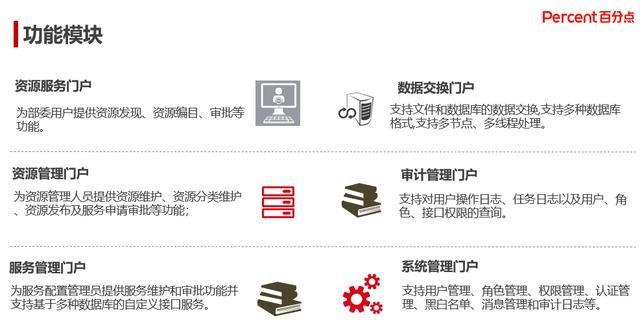 Percent百分点
功能模块
资源服务门户
为部委用户提供资源发现、资源编目、审批等
功能。
数据交换门户
支持文件和数据库的数据交换,支持多种数据库
格式,支持多节点、多线程处理。
资源管理门户
为资源管理人员提供资源维护、资源分类维护
、资源发布及服务申请审批等功能；
审计管理门户
支持对用户操作日志、任务日志以及用户、角
色、接口权限的查询。
服务管理门户
为服务配置管理员提供服务维护和审批功能并
支持基于多种数据库的自定义接口服务。
系统管理门户
支持用户管理、角色管理、权限管理、认证管
理、黑白名单、消息管理和审计日志等。